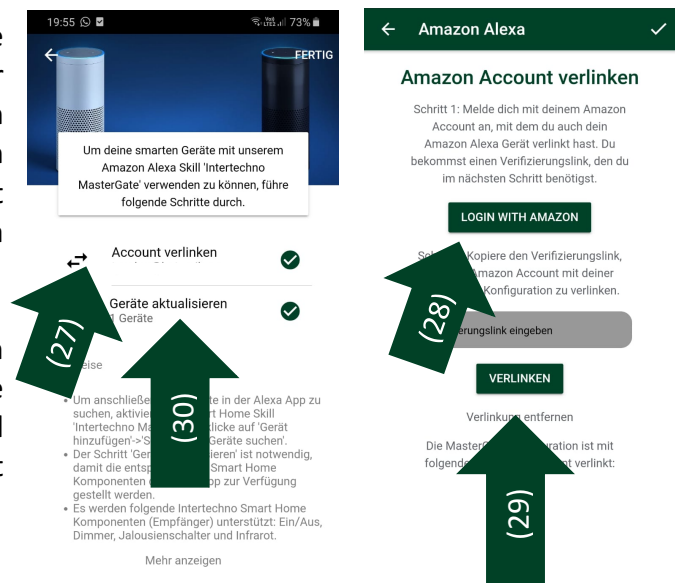 19:55 73%
FERTIG
Um deine smarten Geräte mit unserem
Amazon Alexa Skill 'Intertechno
MasterGate' verwenden zu können, führe
folgende Schritte durch.
Account verlinken
Geräte aktualisieren
Geräte
(27)
(30)
Um anschließe te in der Alexa App zu
suchen, aktivie rt Home Skill
'Intertechno Ma klicke auf 'Gerät
hinzufügen'->'S Geräte suchen'.
Der Schritt 'Ger ieren' ist notwendig,
damit die entsp Smart Home
Komponenten pp zur Verfügung
gestellt werden.
Es werden folgende Intertechno Smart Home
Komponenten (Empfänger) unterstützt: Ein/Aus,
Dimmer, Jalousienschalter und Infrarot.
Mehr anzeigen
Amazon Alexa
Amazon Account verlinken
Schritt 1: Melde dich mit deinem Amazon
Account an, mit dem du auch dein
Amazon Alexa Gerät verlinkt hast. Du
bekommst einen Verifizierungslink, den du
im nächsten Schritt benötigst.
LOGIN WITH AMAZON
Kopiere den Verifizierungslink,
Amazon Account mit deiner
Konfiguration zu verlinken.
(28)
erungslink eingeben
VERLINKEN
Verlinkung entfernen
Die Master ration ist mit
folgende nt verlinkt:
(29)